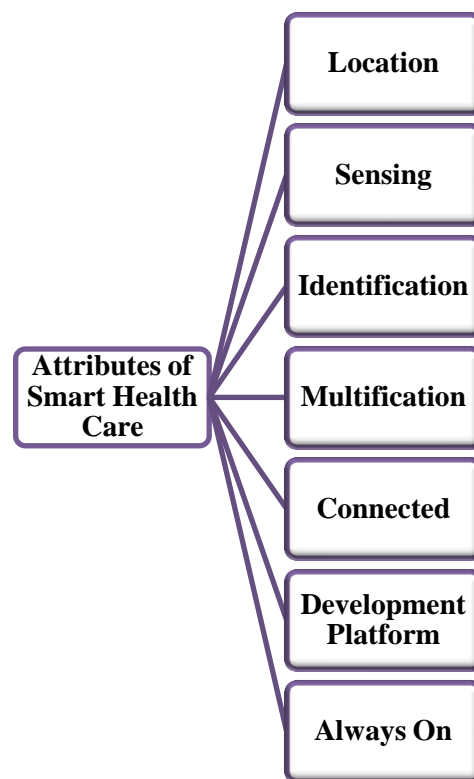 Location
Sensing
Identification
Attributes of
Smart Health
Care
Multification
Connected
Development
Platform
Always On